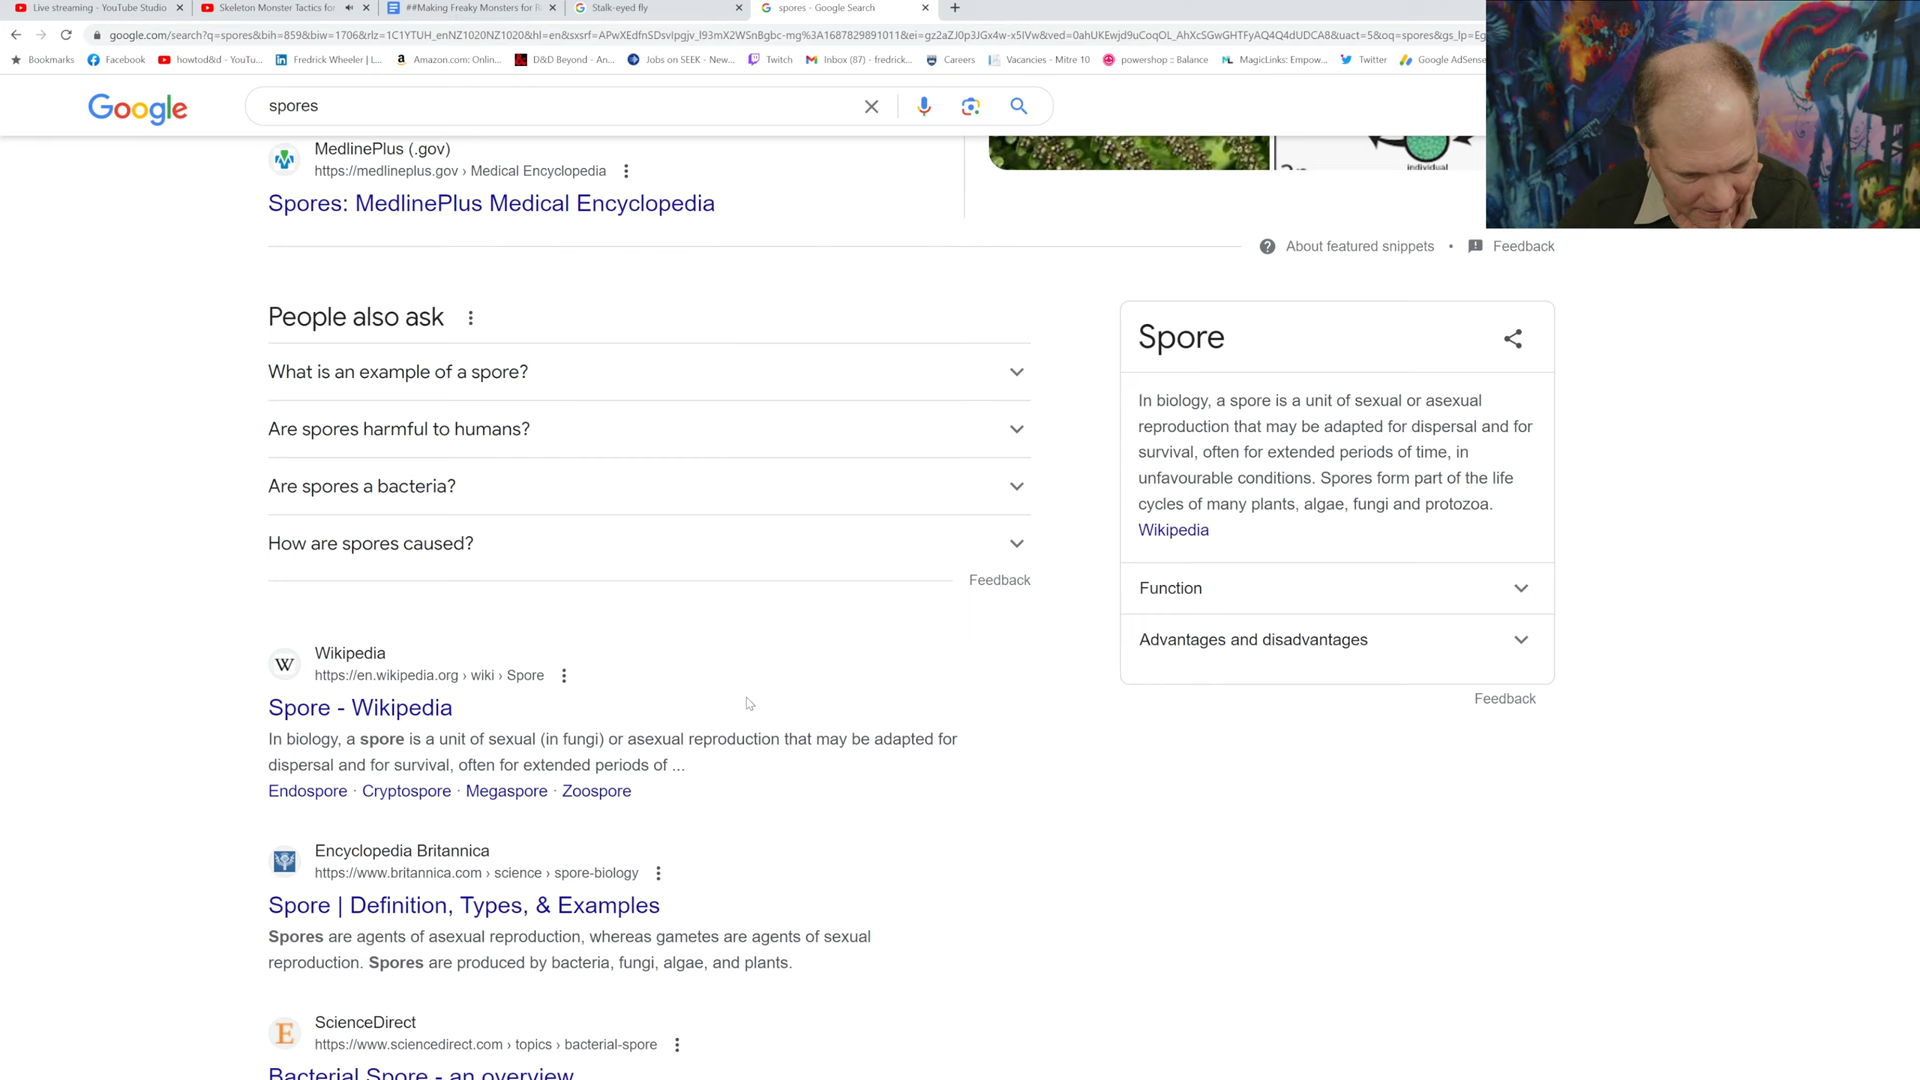 Live streaming - YouTube Studio
Skeleton Monster Tactics for
##Making Freaky Monsters for
Stalk-eyed fly
spores - Google Search
Bookmarks
Facebook
howtod&d - YouTu...
Fredrick Wheeler | L...
Amazon.com: Onlin...
D&D Beyond - An...
Jobs on SEEK - New...
Twitch
Inbox (87) - fredrick...
Careers
Vacancies - Mitre 10
powershop :: Balance
MagicLinks: Empow...
Twitter
Google AdSense
Google
spores
MedlinePlus (.gov)
https://medlineplus.gov › Medical Encyclopedia
Spores: MedlinePlus Medical Encyclopedia
individual
About featured snippets • Feedback
People also ask
What is an example of a spore?
Are spores harmful to humans?
Are spores a bacteria?
How are spores caused?
Feedback
Spore
In biology, a spore is a unit of sexual or asexual
reproduction that may be adapted for dispersal and for
survival, often for extended periods of time, in
unfavourable conditions. Spores form part of the life
cycles of many plants, algae, fungi and protozoa.
Wikipedia
Function
Advantages and disadvantages
Feedback
W
Wikipedia
https://en.wikipedia.org › wiki › Spore
Spore - Wikipedia
In biology, a spore is a unit of sexual (in fungi) or asexual reproduction that may be adapted for
dispersal and for survival, often for extended periods of ...
Endospore · Cryptospore · Megaspore · Zoospore
Encyclopedia Britannica
https://www.britannica.com › science › spore-biology
Spore | Definition, Types, & Examples
Spores are agents of asexual reproduction, whereas gametes are agents of sexual
reproduction. Spores are produced by bacteria, fungi, algae, and plants.
E
ScienceDirect
https://www.sciencedirect.com › topics › bacterial-spore
Bacterial Spore - an overview